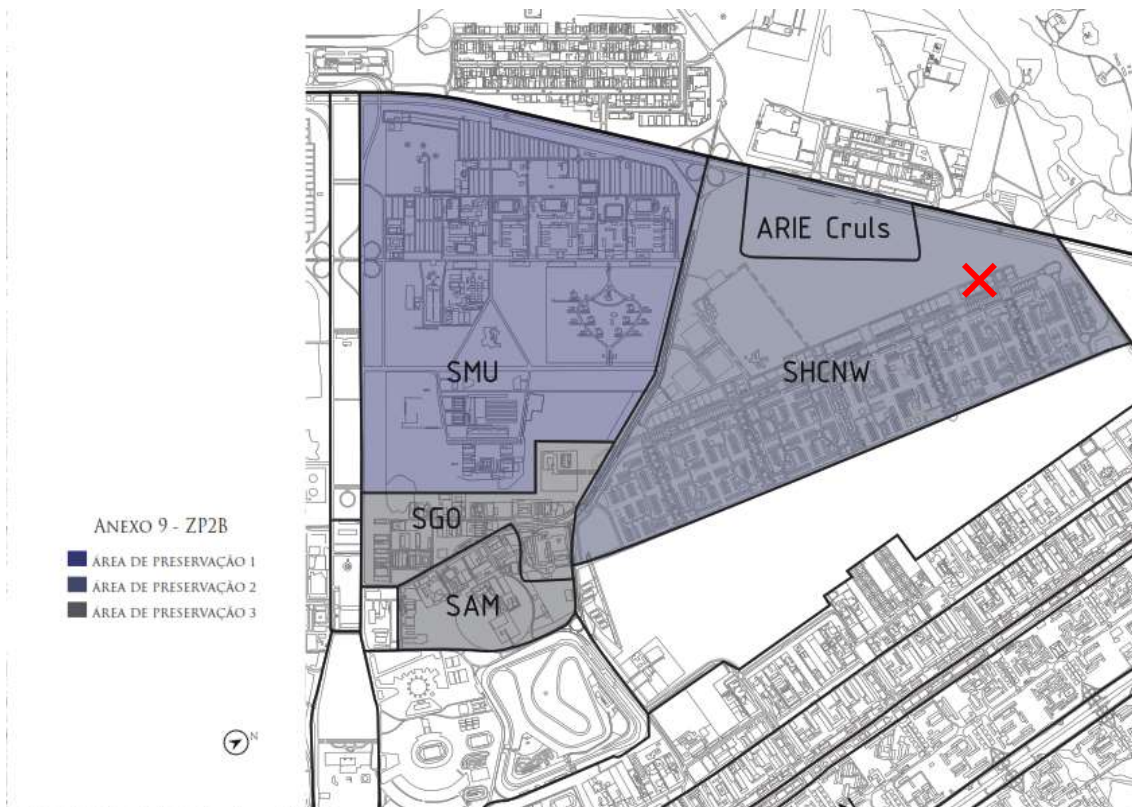 ARIE Cruls
SMU
SHCNW
SGO
SAM
ANEXO 9 - ZP2B
ÁREA DE PRESERVAÇÃO 1
ÁREA DE PRESERVAÇÃO 2
ÁREA DE PRESERVAÇÃO 3
N